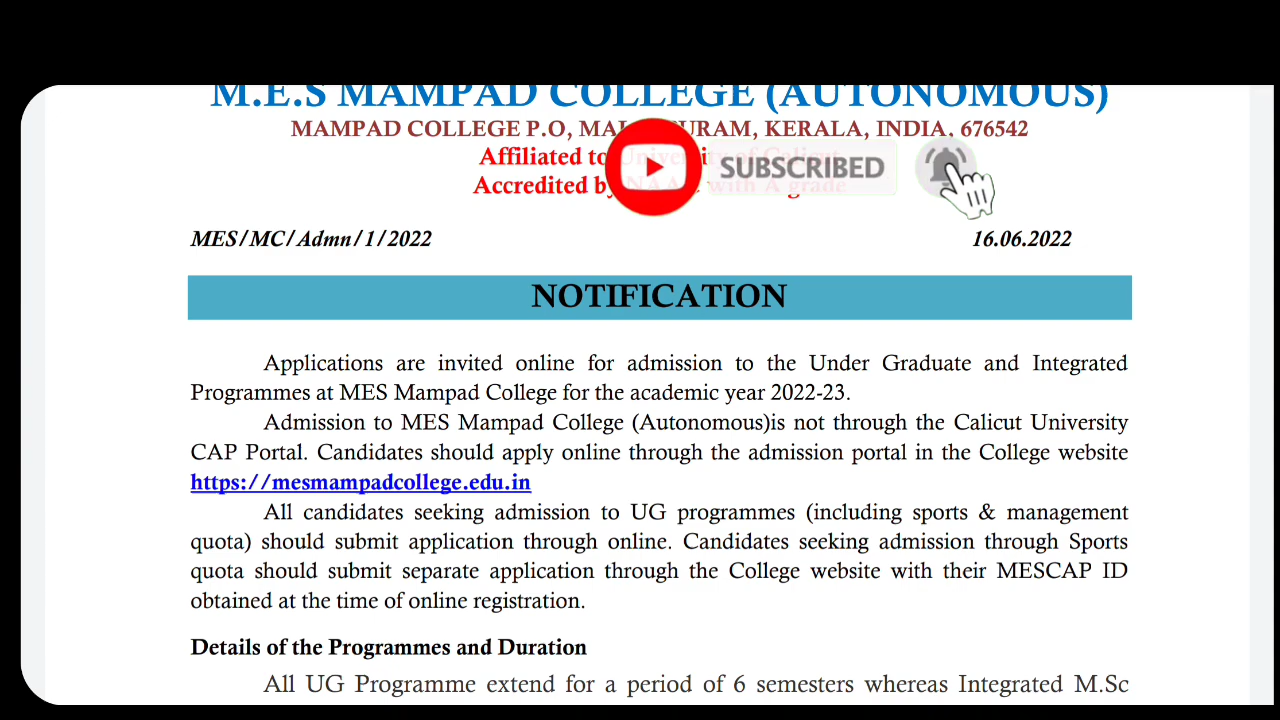 M.E.S MAMPAD COLLEGE (AUTONOMOUS)
MAMPAD COLLEGE P.O, KERALA, INDIA, 676542
Affiliated to University of Calicut
Accredited by with A grade
SUBSCRIBED
MES/MC/Admn/1/2022 16.06.2022
NOTIFICATION
Applications are invited online for admission to the Under Graduate and Integrated
Programmes at MES Mampad College for the academic year 2022-23.
Admission to MES Mampad College (Autonomous)is not through the Calicut University
CAP Portal. Candidates should apply online through the admission portal in the College website
https://mesmampadcollege.edu.in
All candidates seeking admission to UG programmes (including sports & management
quota) should submit application through online. Candidates seeking admission through Sports
quota should submit separate application through the College website with their MESCAP ID
obtained at the time of online registration.
Details of the Programmes and Duration
All UG Programme extend for a period of 6 semesters whereas Integrated M.Sc